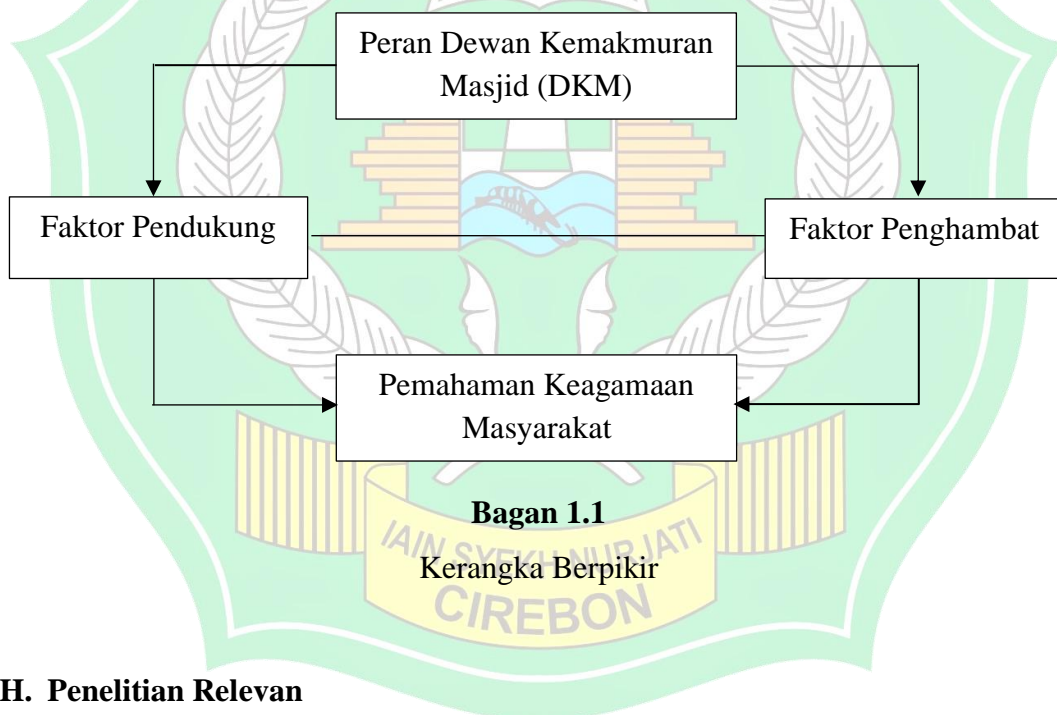 Peran Dewan Kemakmuran
Masjid (DKM)
Faktor Pendukung
Faktor Penghambat
Pemahaman Keagamaan
Masyarakat
Bagan 1.1
Kerangka Berpikir
IAIN SYEKH NURJATI
CIREBON
H. Penelitian Relevan